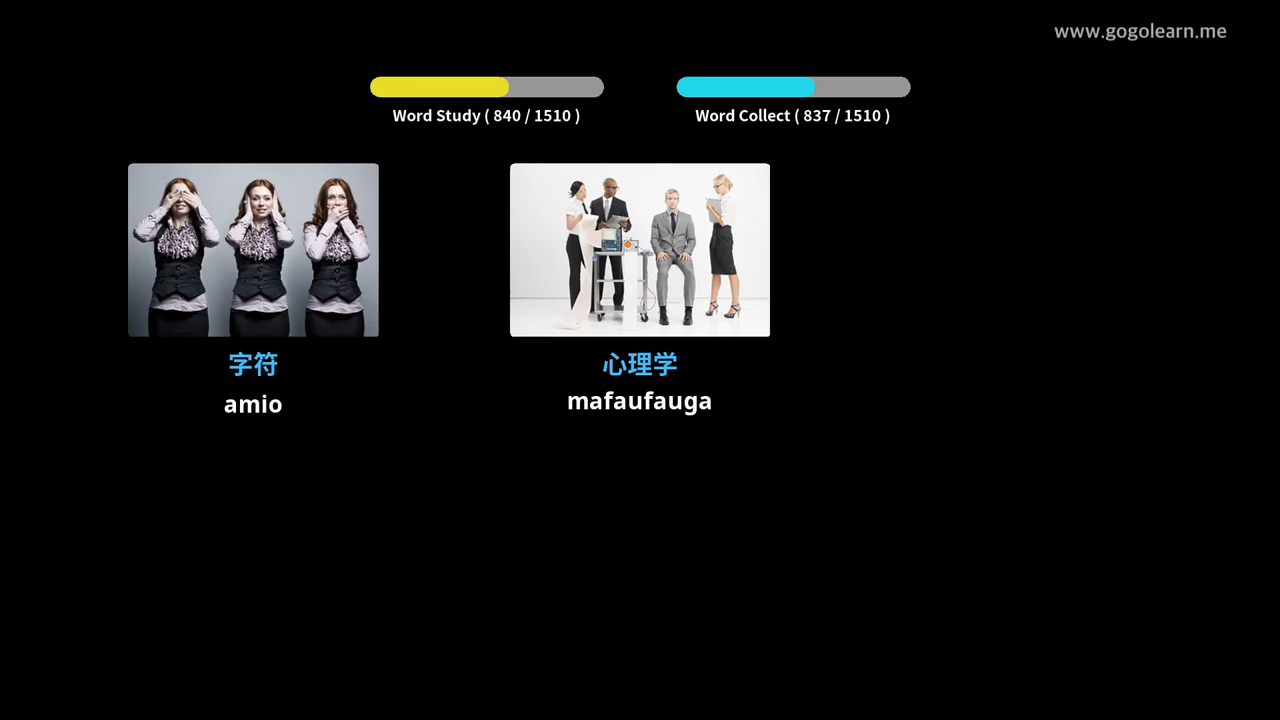 www.gogolearn.me
Word Study ( 840 / 1510 )
Word Collect ( 837 / 1510 )
字符
amio
心理学
mafaufauga